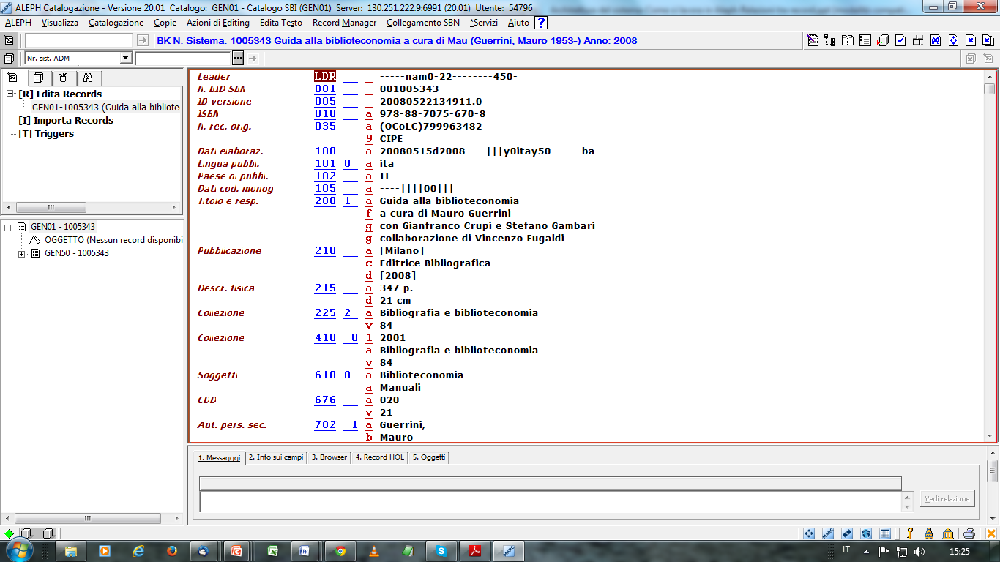 ALEPH Catalogazione - Versione 20.01 Catalogo: GEN01 - Catalogo SBI (GEN01) Server: 130.251.222.9:6991 (20.01) Utente: 54796
ALEPH Visualizza Catalogazione Copie Azioni di Editing Edita Testo Record Manager Collegamento SBN *Servizi Aiuto ?
BK N. Sistema. 1005343 Guida alla biblioteconomia a cura di Mau (Guerrini, Mauro 1953-) Anno: 2008
Nr. sist. ADM
[R] Edita Records
GEN01-1005343 (Guida alla bibliote
[I] Importa Records
[T] Triggers
GEN01 - 1005343
OGGETTO (Nessun record disponibi
GEN50 - 1005343
Leader LDR -----nam0-22--------450-
N. BID SBN 001 001005343
ID versione 005 20080522134911.0
ISBN 010 a 978-88-7075-670-8
N. rec. orig. 035 a (OCoLC)799963482
9 CIPE
Dati elaboraz. 100 a 20080515d2008----|||y0itay50------ba
Lingua pubbl. 101 0 a ita
Paese di pubbl. 102 a IT
Dati cod. monog 105 a ----||||00|||
Titolo e resp. 200 1 a Guida alla biblioteconomia
f a cura di Mauro Guerrini
g con Gianfranco Crupi e Stefano Gambari
g collaborazione di Vincenzo Fugaldi
Pubblicazione 210 a [Milano]
c Editrice Bibliografica
d [2008]
Descr. fisica 215 a 347 p.
d 21 cm
Collezione 225 2 a Bibliografia e biblioteconomia
v 84
Collezione 410 0 1 2001
a Bibliografia e biblioteconomia
v 84
Soggetti 610 0 a Biblioteconomia
a Manuali
CDD 676 a 020
v 21
Aut. pers. sec. 702 1 a Guerrini,
b Mauro
1. Messaggi 2. Info sui campi 3. Browser 4. Record HOL 5. Oggetti
Vedi relazione
IT 15:25